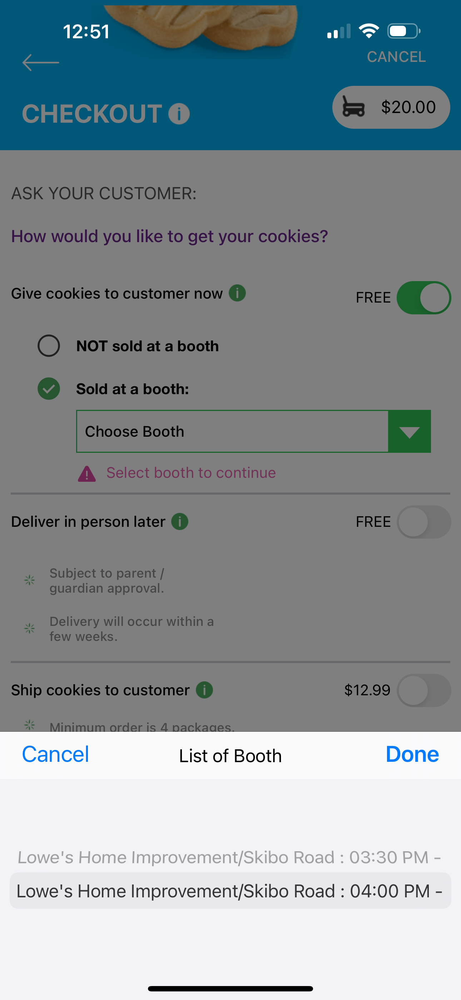 12:51
CANCEL
CHECKOUT i
$20.00
ASK YOUR CUSTOMER:
How would you like to get your cookies?
Give cookies to customer now i FREE
NOT sold at a booth
Sold at a booth:
Choose Booth
Select booth to continue
Deliver in person later i FREE
Subject to parent /
guardian approval.
Delivery will occur within a
few weeks.
Ship cookies to customer i $12.99
Minimum order is 4 packages.
Cancel List of Booth Done
Lowe's Home Improvement/Skibo Road : 03:30 PM -
Lowe's Home Improvement/Skibo Road : 04:00 PM -